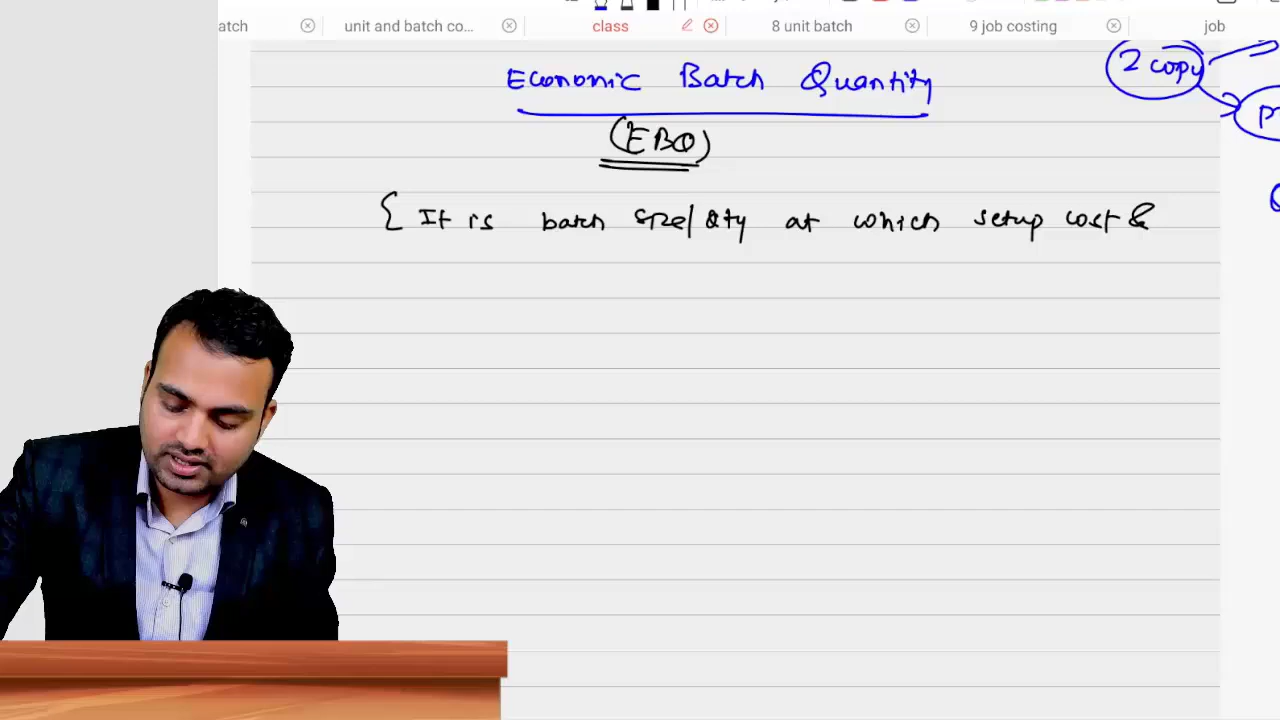 atch
unit and batch co...
class
8 unit batch
9 job costing
job
Economic Batch Quantity
2 copy
(EBQ)
{ It is batch size/Qty at which setup cost &